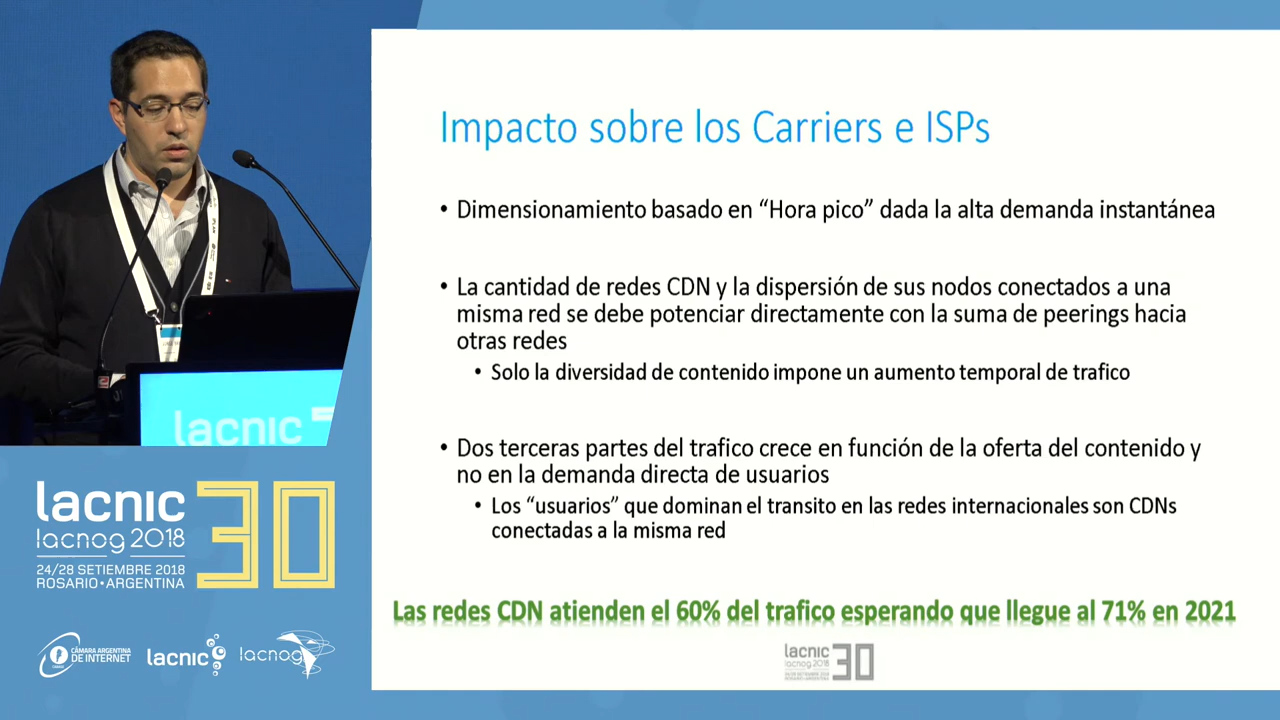 Impacto sobre los Carriers e ISPs
• Dimensionamiento basado en “Hora pico” dada la alta demanda instantánea
• La cantidad de redes CDN y la dispersión de sus nodos conectados a una
misma red se debe potenciar directamente con la suma de peerings hacia
otras redes
• Solo la diversidad de contenido impone un aumento temporal de trafico
• Dos terceras partes del trafico crece en función de la oferta del contenido y
no en la demanda directa de usuarios
• Los “usuarios” que dominan el transito en las redes internacionales son CDNs
conectadas a la misma red
Las redes CDN atienden el 60% del trafico esperando que llegue al 71% en 2021
lacnic
lacnog 2018
30
lacnic
lacnic
lacnog 2018
30
24/28 SETIEMBRE 2018
ROSARIO•ARGENTINA
CÁMARA ARGENTINA
DE INTERNET
lacnic
lacnog